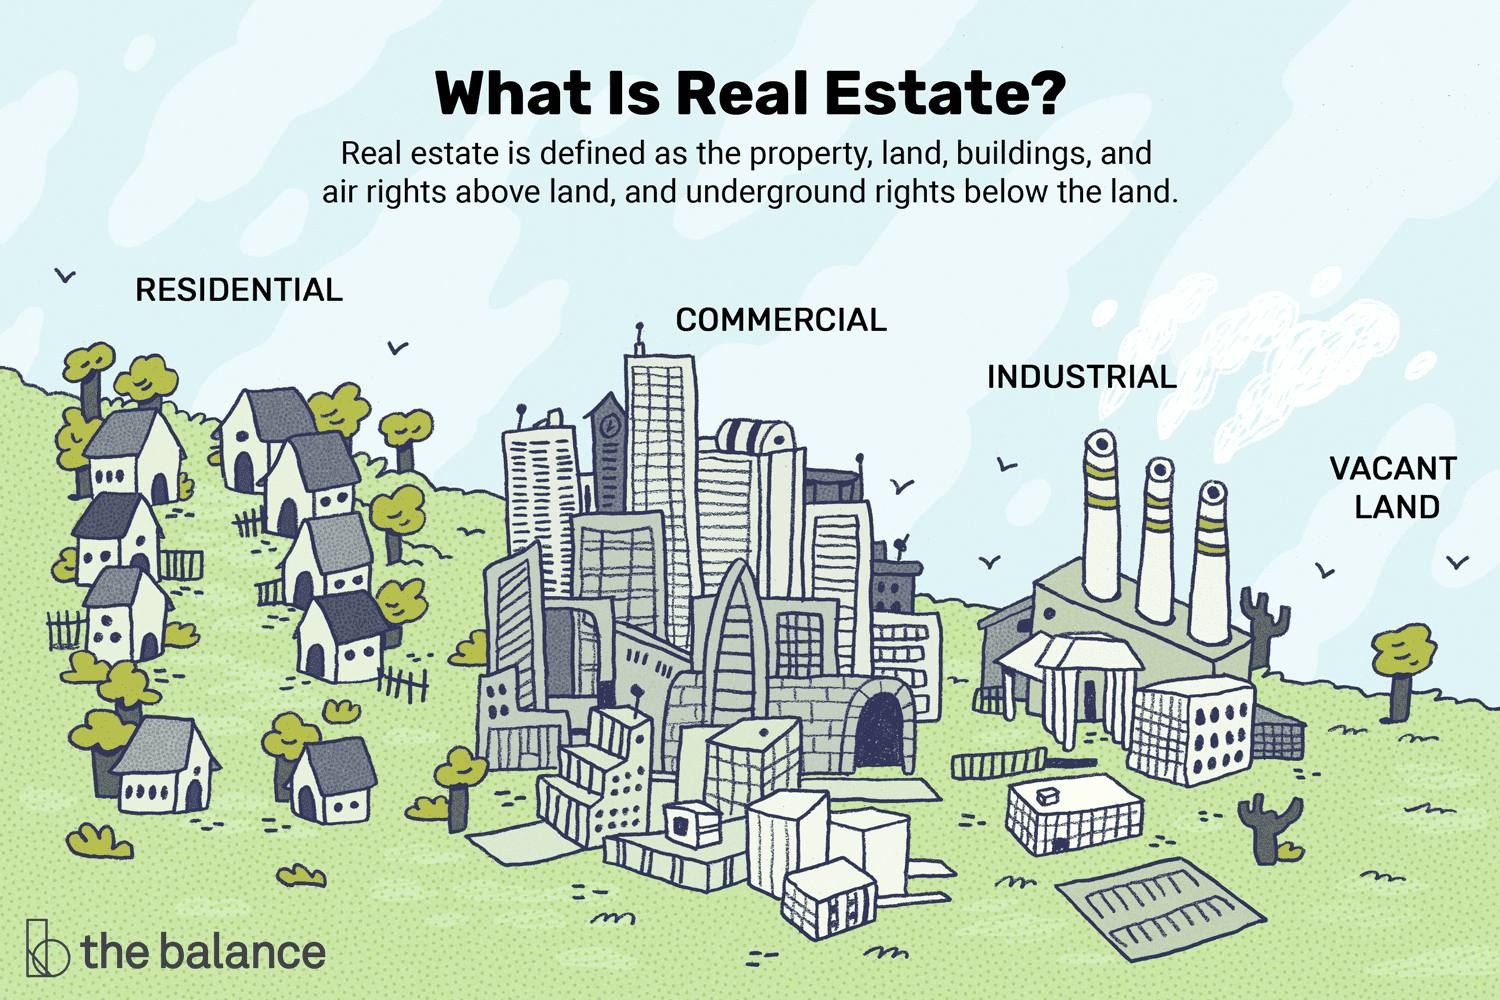 What Is Real Estate?
Real estate is defined as the property, land, buildings, and
air rights above land, and underground rights below the land.
RESIDENTIAL
COMMERCIAL
INDUSTRIAL
VACANT
LAND
the balance